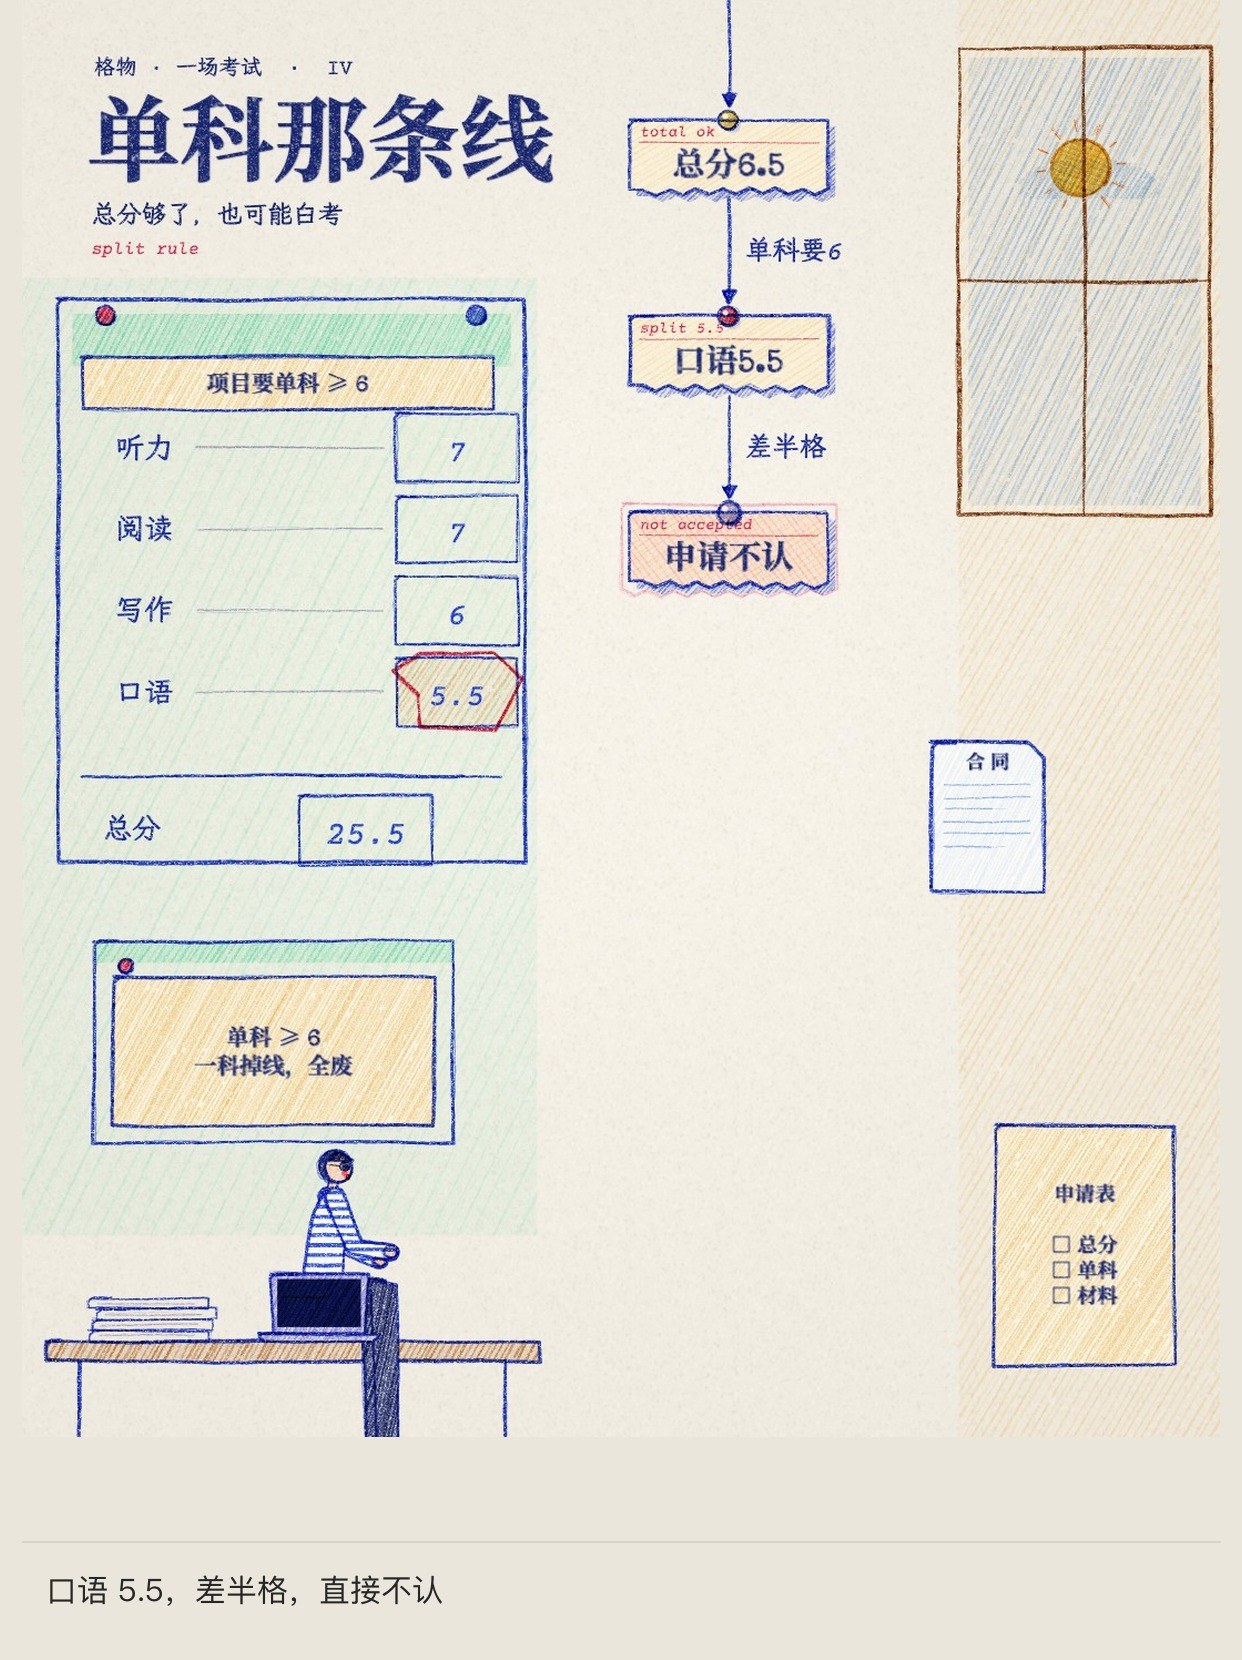 格物 · 一场考试 · IV
单科那条线
总分够了，也可能白考
split rule
项目要单科 ≥ 6
听力 7
阅读 7
写作 6
口语 5.5
总分 25.5
单科 ≥ 6
一科掉线，全废
total ok
总分6.5
单科要6
split 5.5
口语5.5
差半格
not accepted
申请不认
合同
申请表
□ 总分
□ 单科
□ 材料
口语 5.5，差半格，直接不认